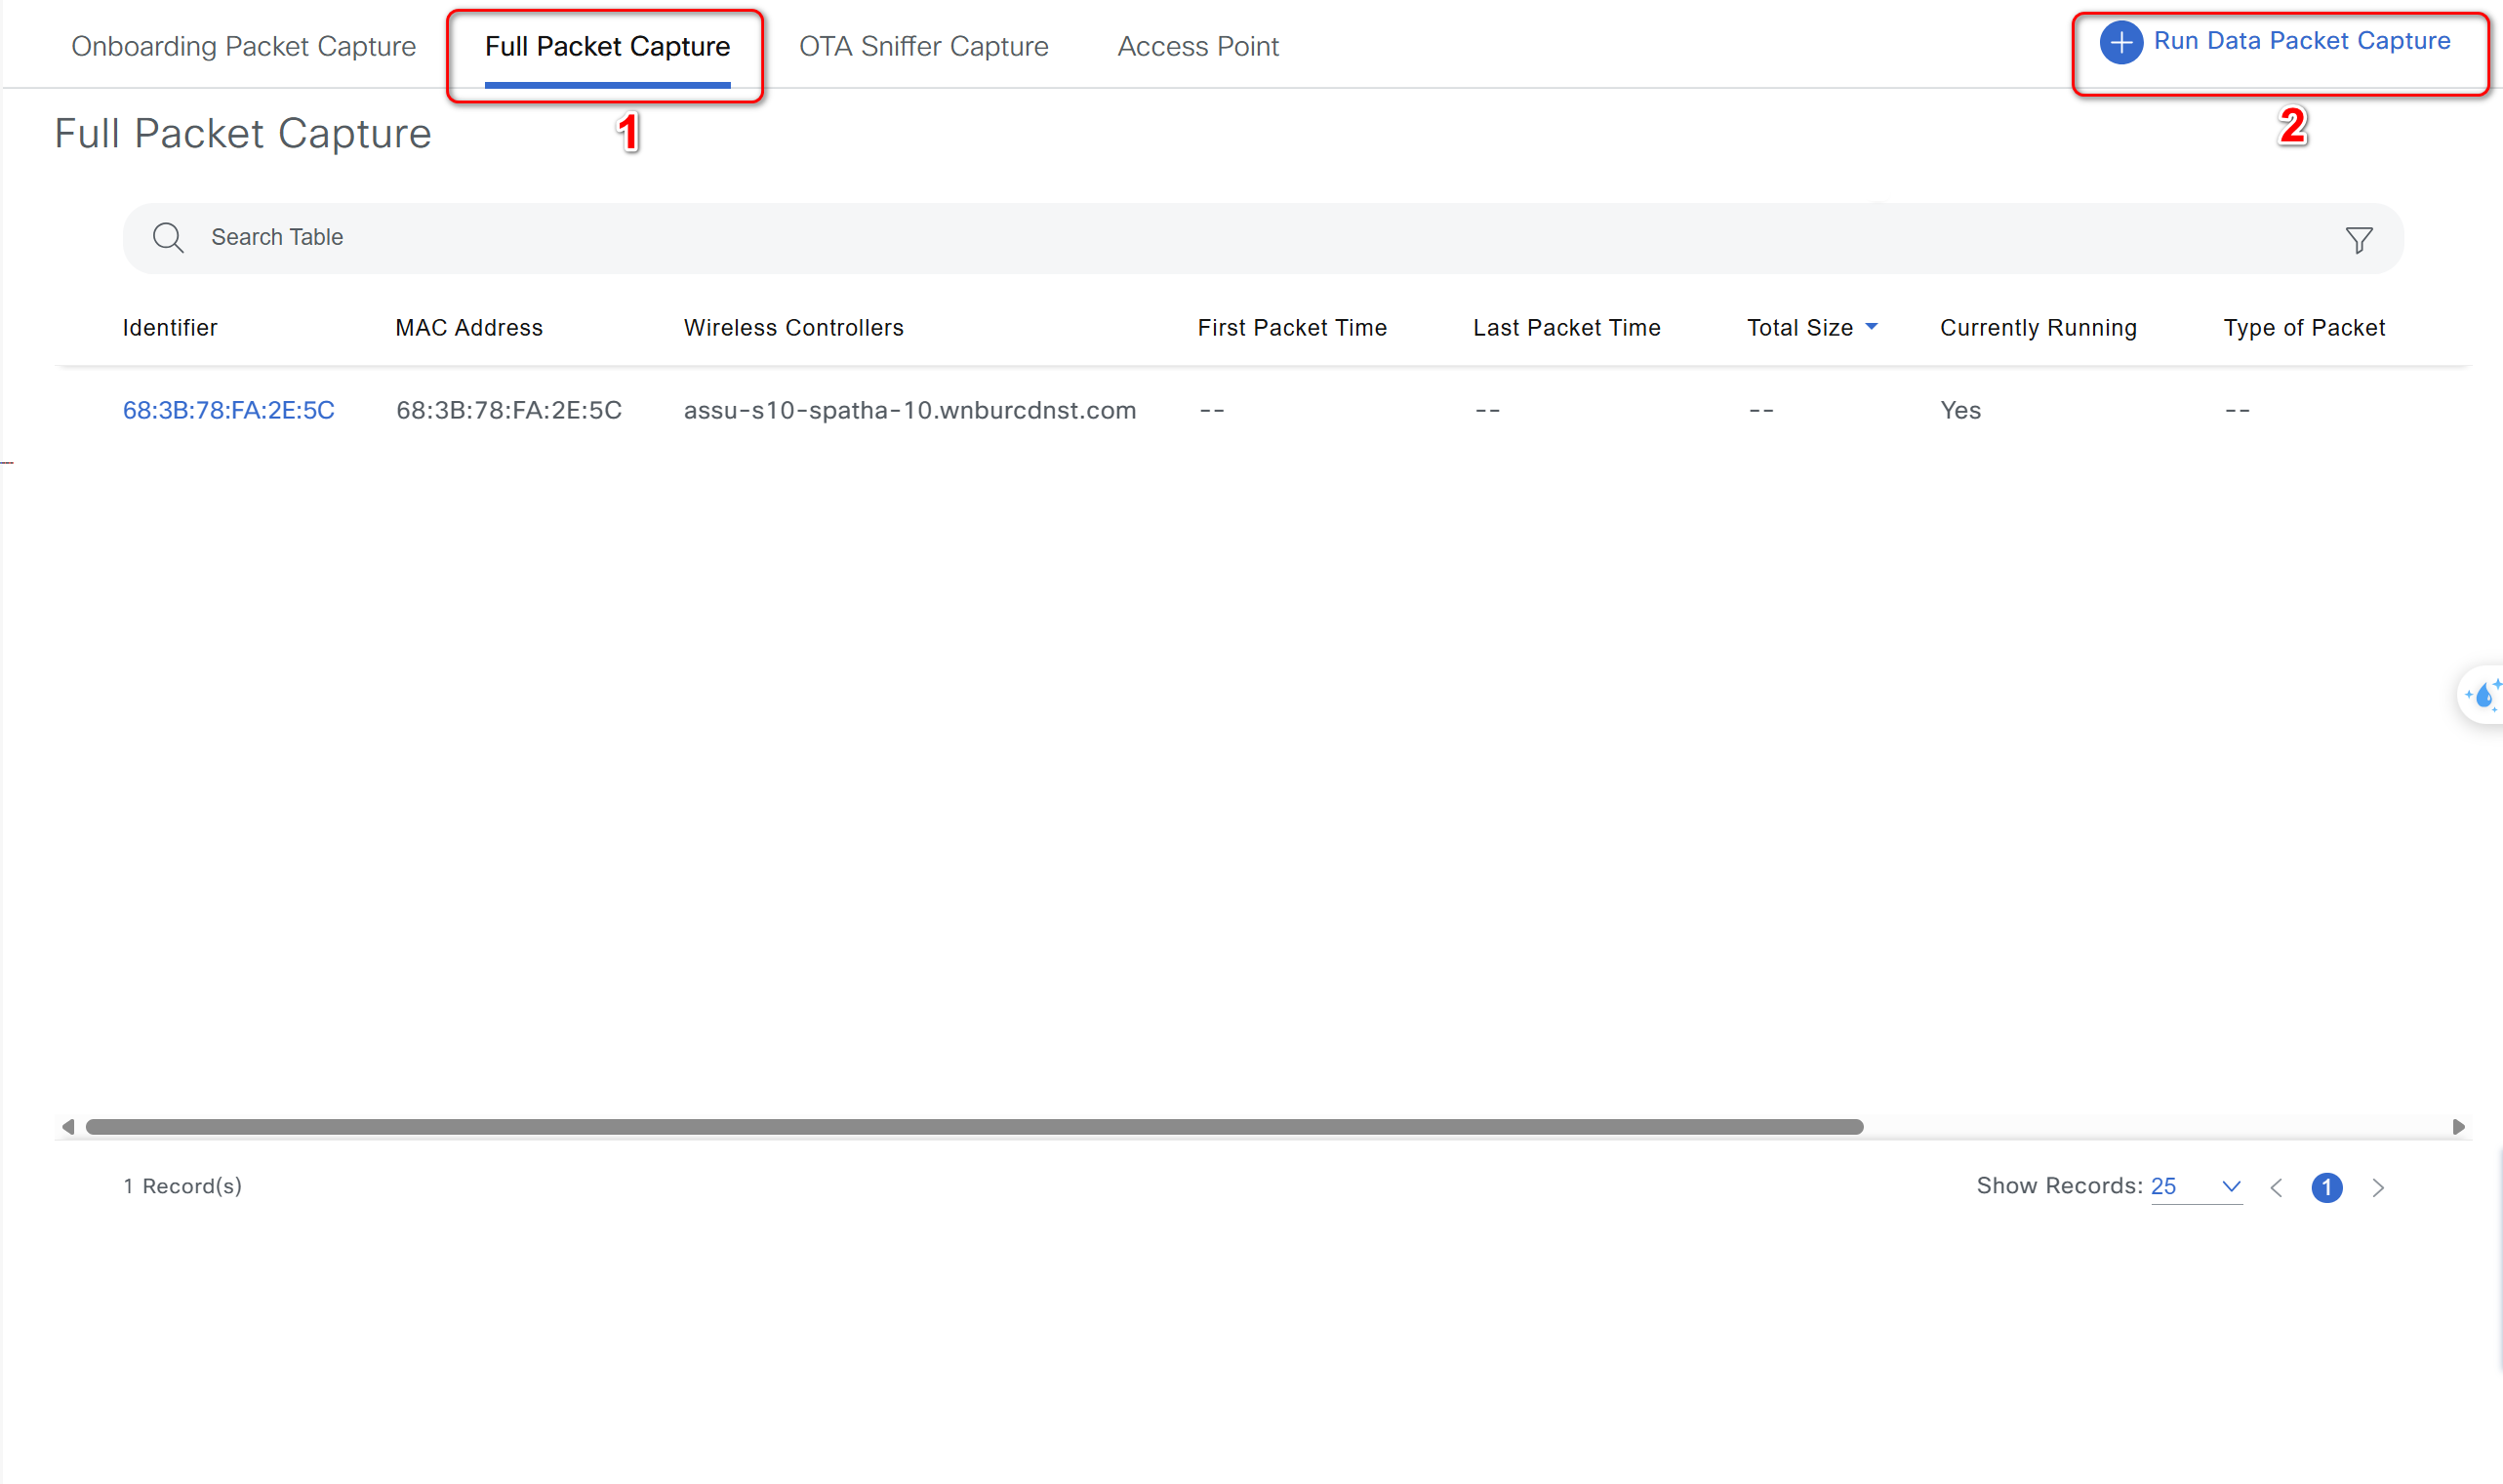 Onboarding Packet Capture Full Packet Capture OTA Sniffer Capture Access Point Run Data Packet Capture
1 2
Full Packet Capture
Search Table
Identifier MAC Address Wireless Controllers First Packet Time Last Packet Time Total Size Currently Running Type of Packet
68:3B:78:FA:2E:5C 68:3B:78:FA:2E:5C assu-s10-spatha-10.wnburcdnst.com -- -- -- Yes --
1 Record(s) Show Records: 25 1